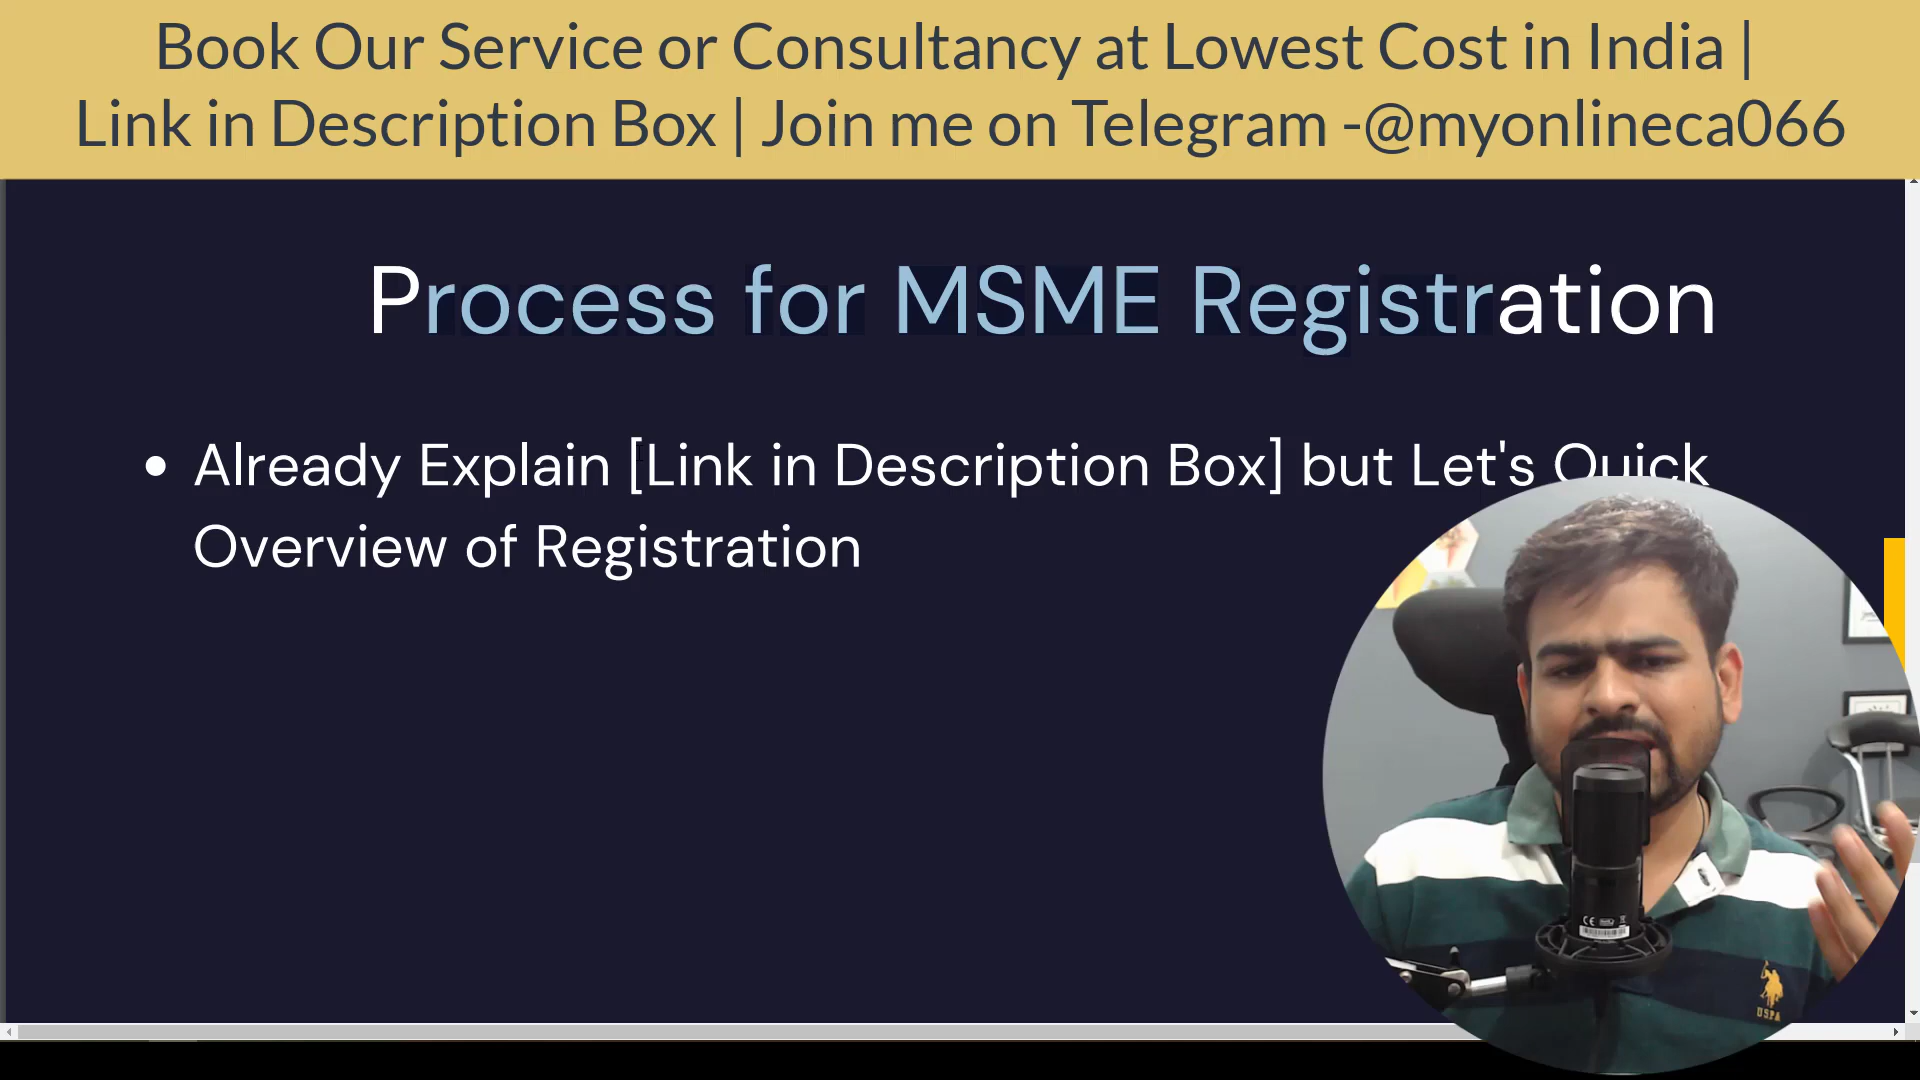 Book Our Service or Consultancy at Lowest Cost in India |
Link in Description Box | Join me on Telegram -@myonlineca066
Process for MSME Registration
• Already Explain [Link in Description Box] but Let's Quick
Overview of Registration
USPA